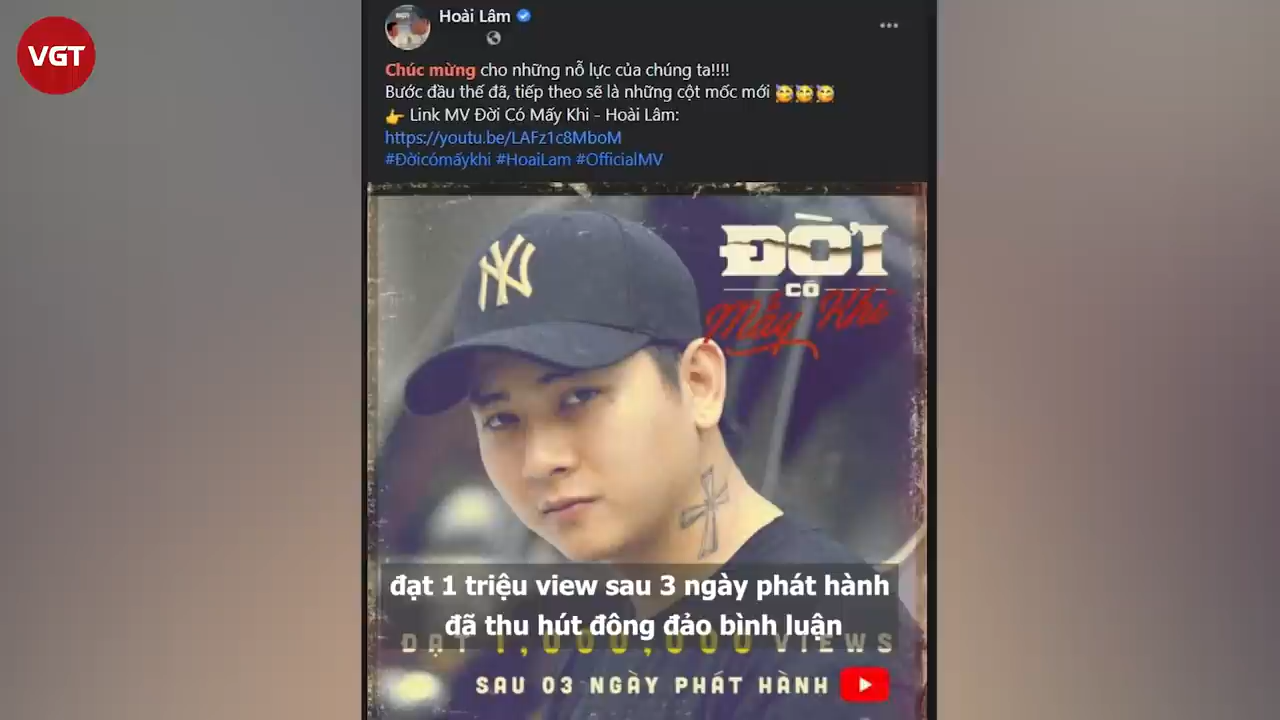 VGT
Hoài Lâm
Chúc mừng cho những nỗ lực của chúng ta!!!!
Bước đầu thế đã, tiếp theo sẽ là những cột mốc mới 🥳🥳🥳
👉 Link MV Đời Có Mấy Khi - Hoài Lâm:
https://youtu.be/LAFz1c8MboM
#Đờicómấykhi #HoaiLam #OfficialMV
NY
ĐỜI
CÓ
Mấy Khi
đạt 1 triệu view sau 3 ngày phát hành
đã thu hút đông đảo bình luận
ĐẠT 1,000,000 VIEWS
SAU 03 NGÀY PHÁT HÀNH